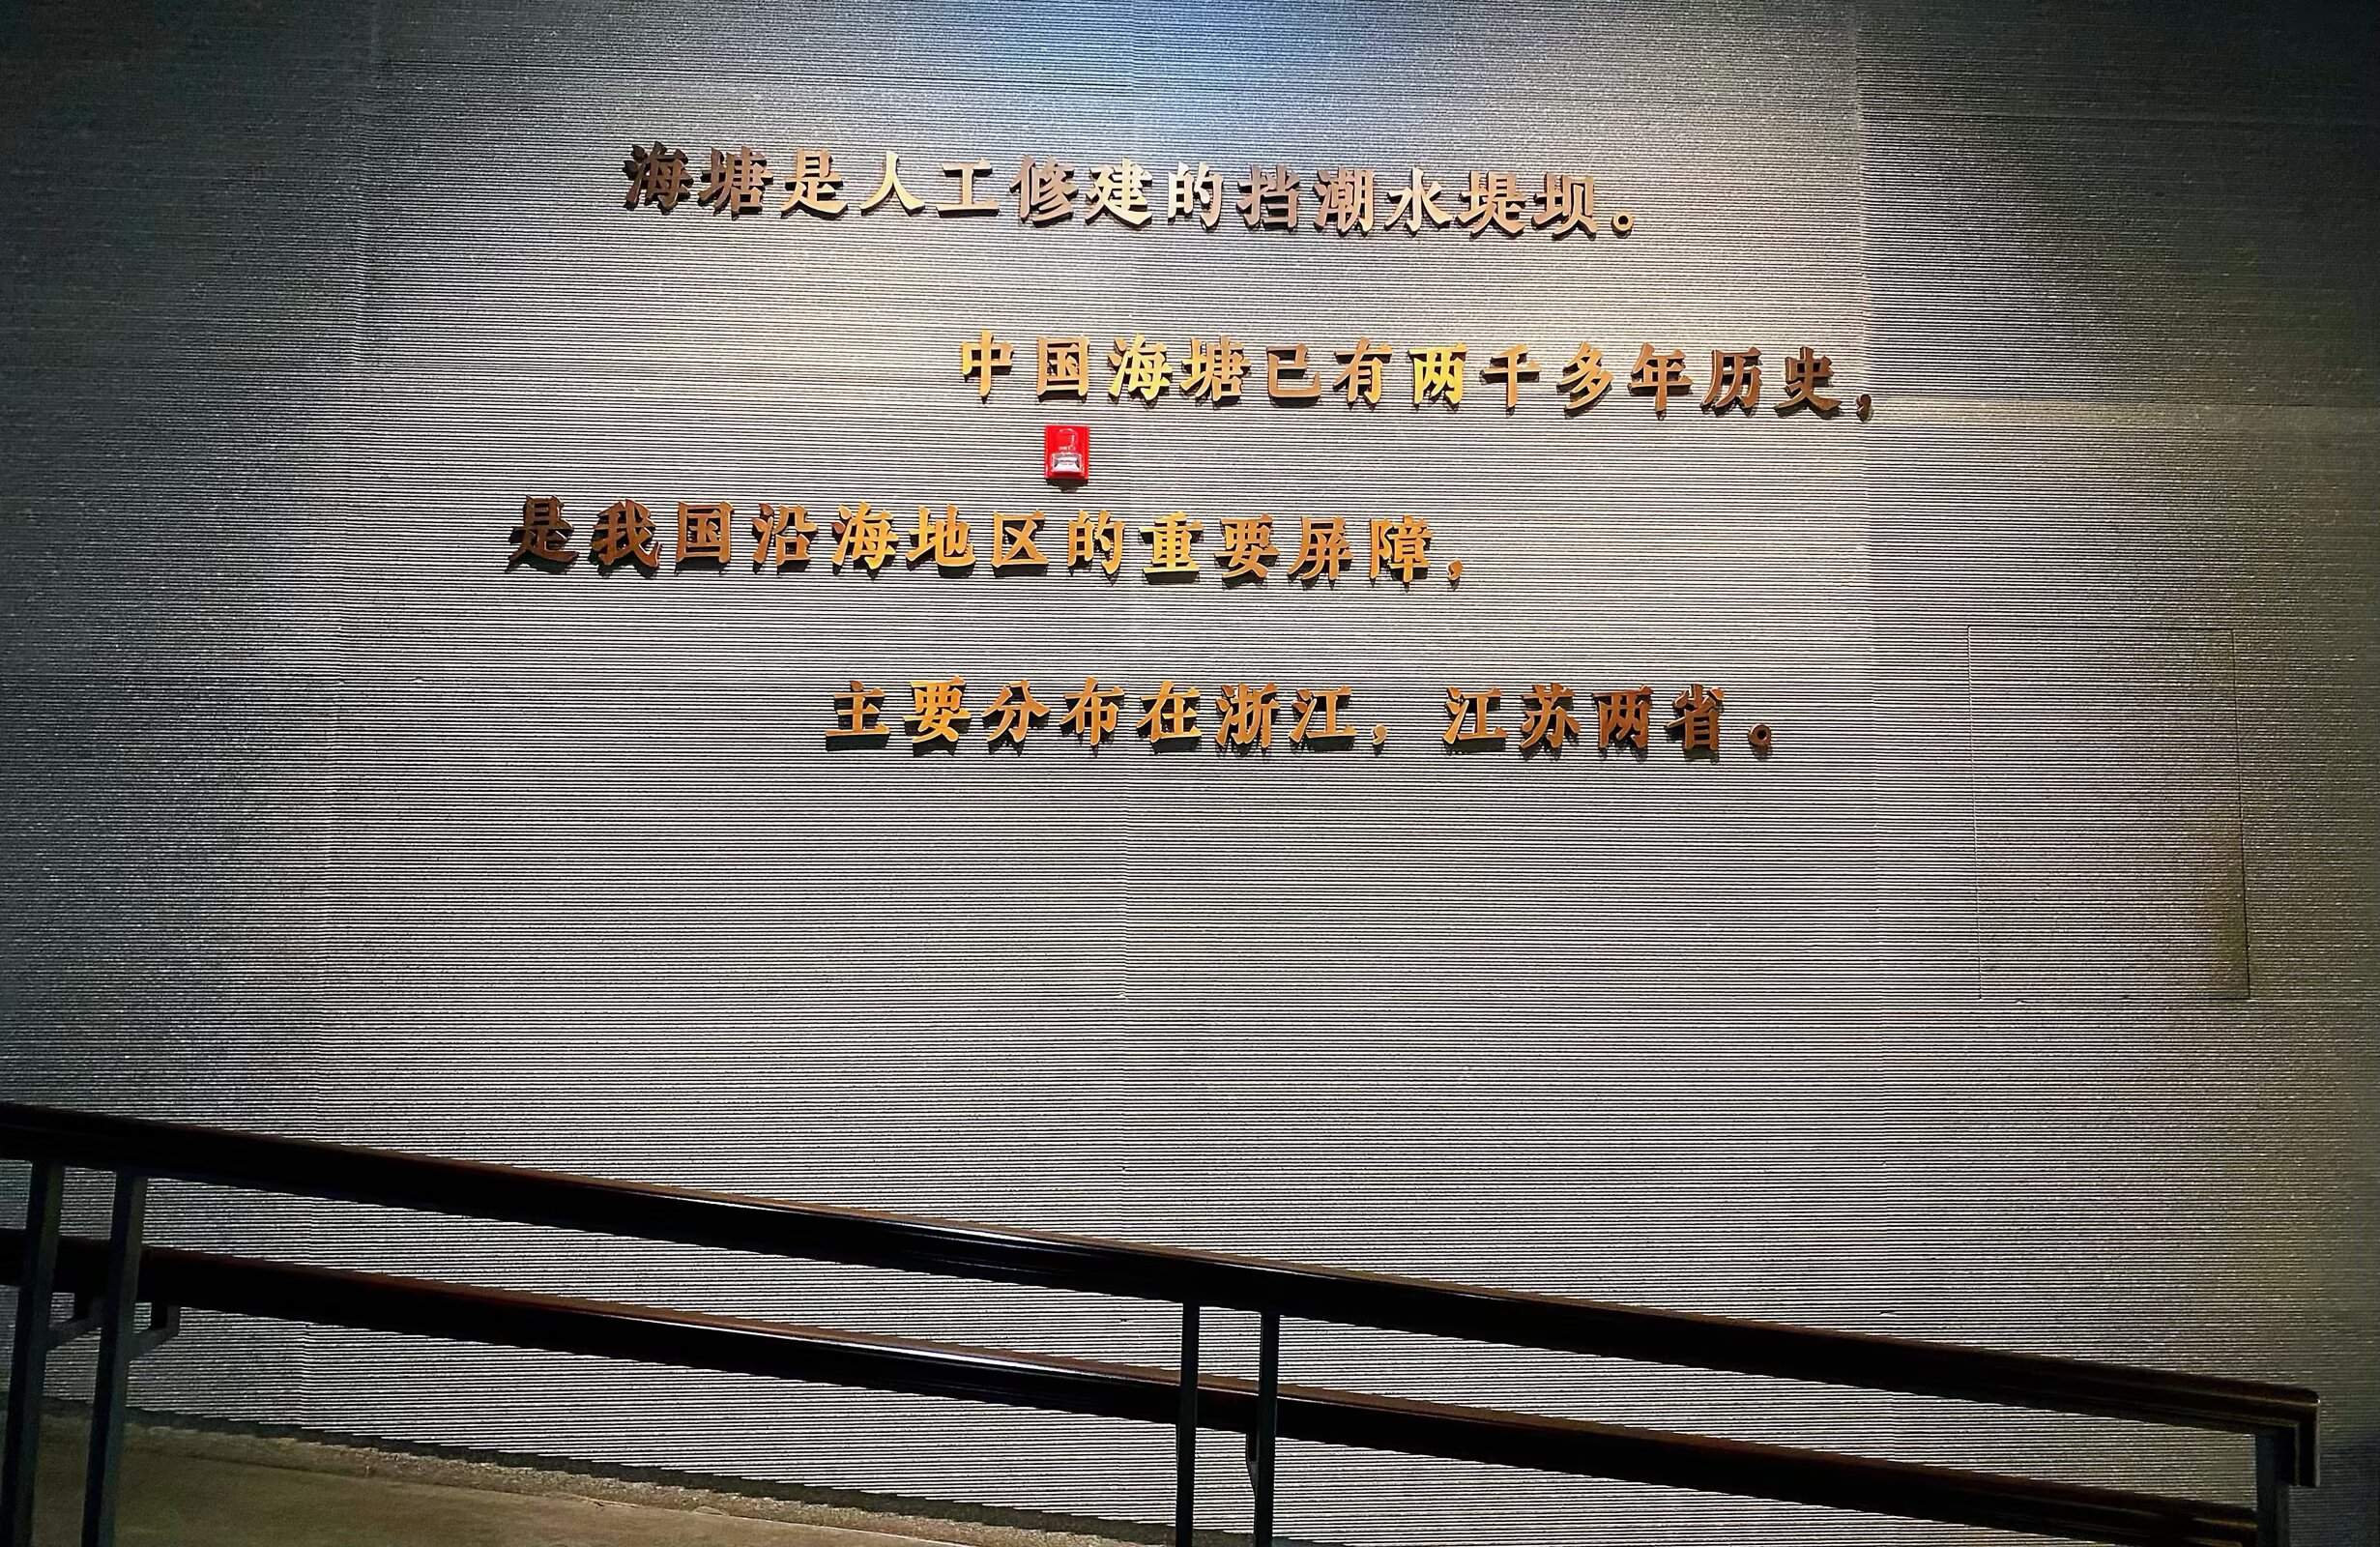 海塘是人工修建的挡潮水堤坝。
中国海塘已有两千多年历史，
是我国沿海地区的重要屏障，
主要分布在浙江，江苏两省。